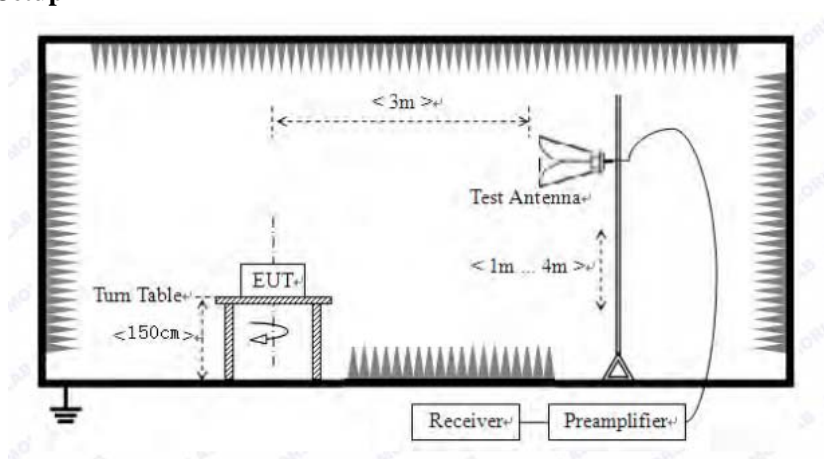 < 3m >
Test Antenna
< 1m ... 4m >
EUT
Turn Table
<150cm>
Receiver
Preamplifier